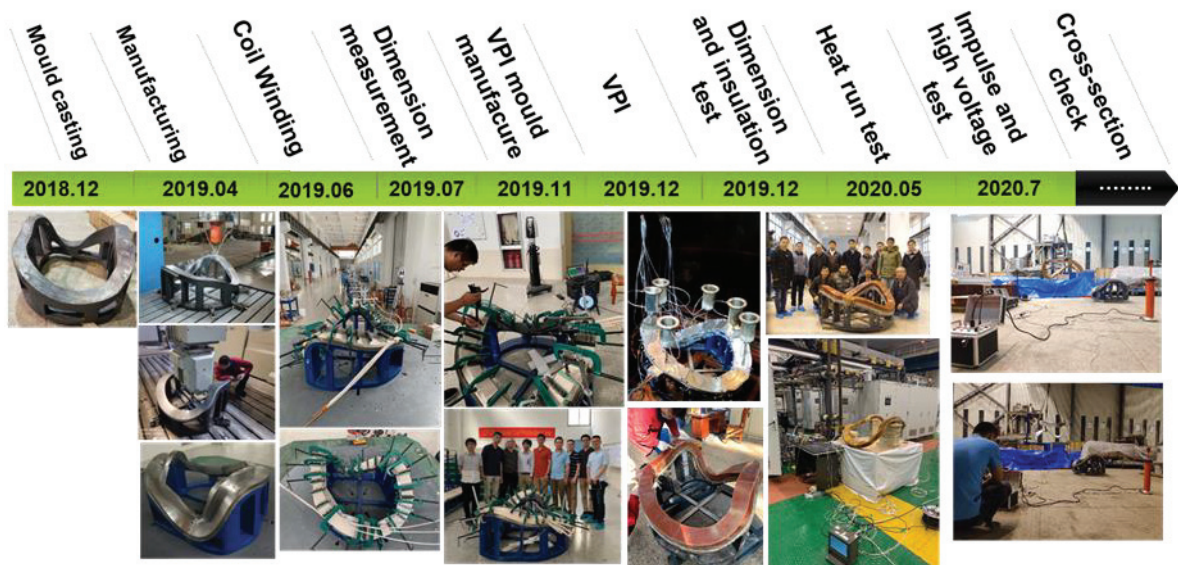 Mould casting
Manufacturing
Coil Winding
Dimension
measurement
VPI mould
manufacure
VPI
Dimension
and insulation
test
Heat run test
Impulse and
high voltage
test
Cross-section
check
2018.12
2019.04
2019.06
2019.07
2019.11
2019.12
2019.12
2020.05
2020.7
........